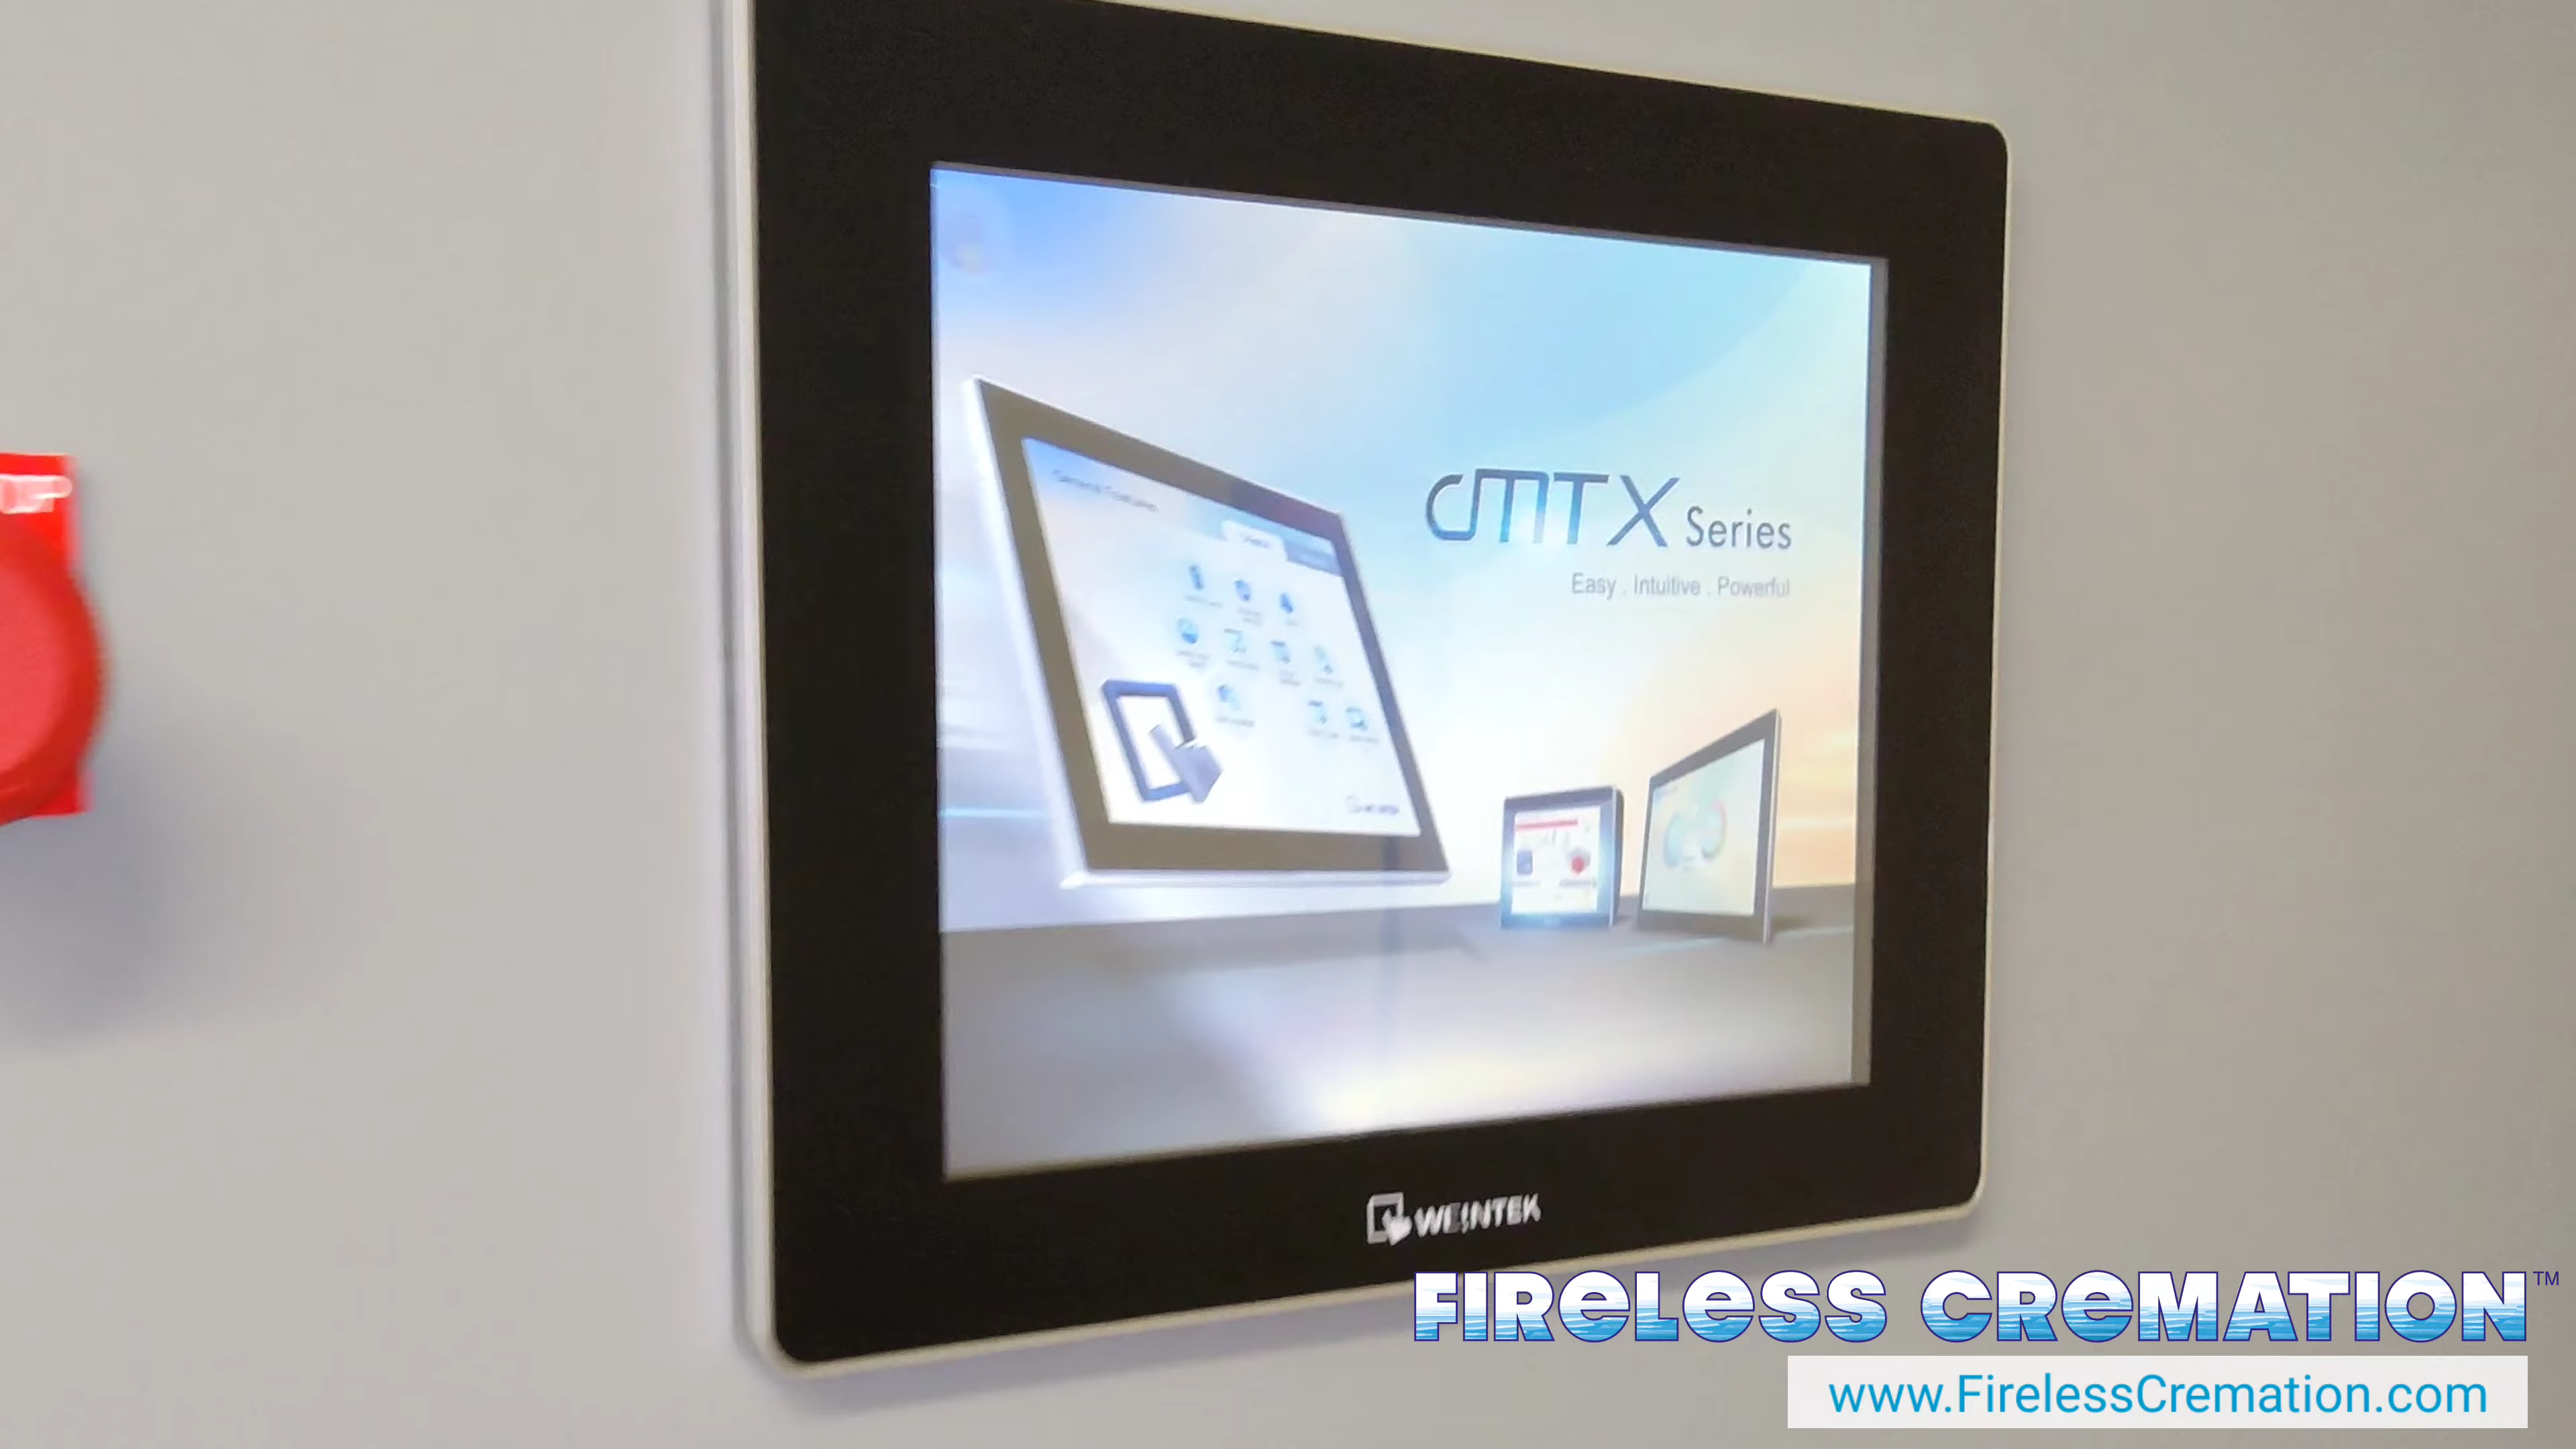 cMT X Series
Easy . Intuitive . Powerful
WEINTEK
FIRELESS CREMATION™
www.FirelessCremation.com